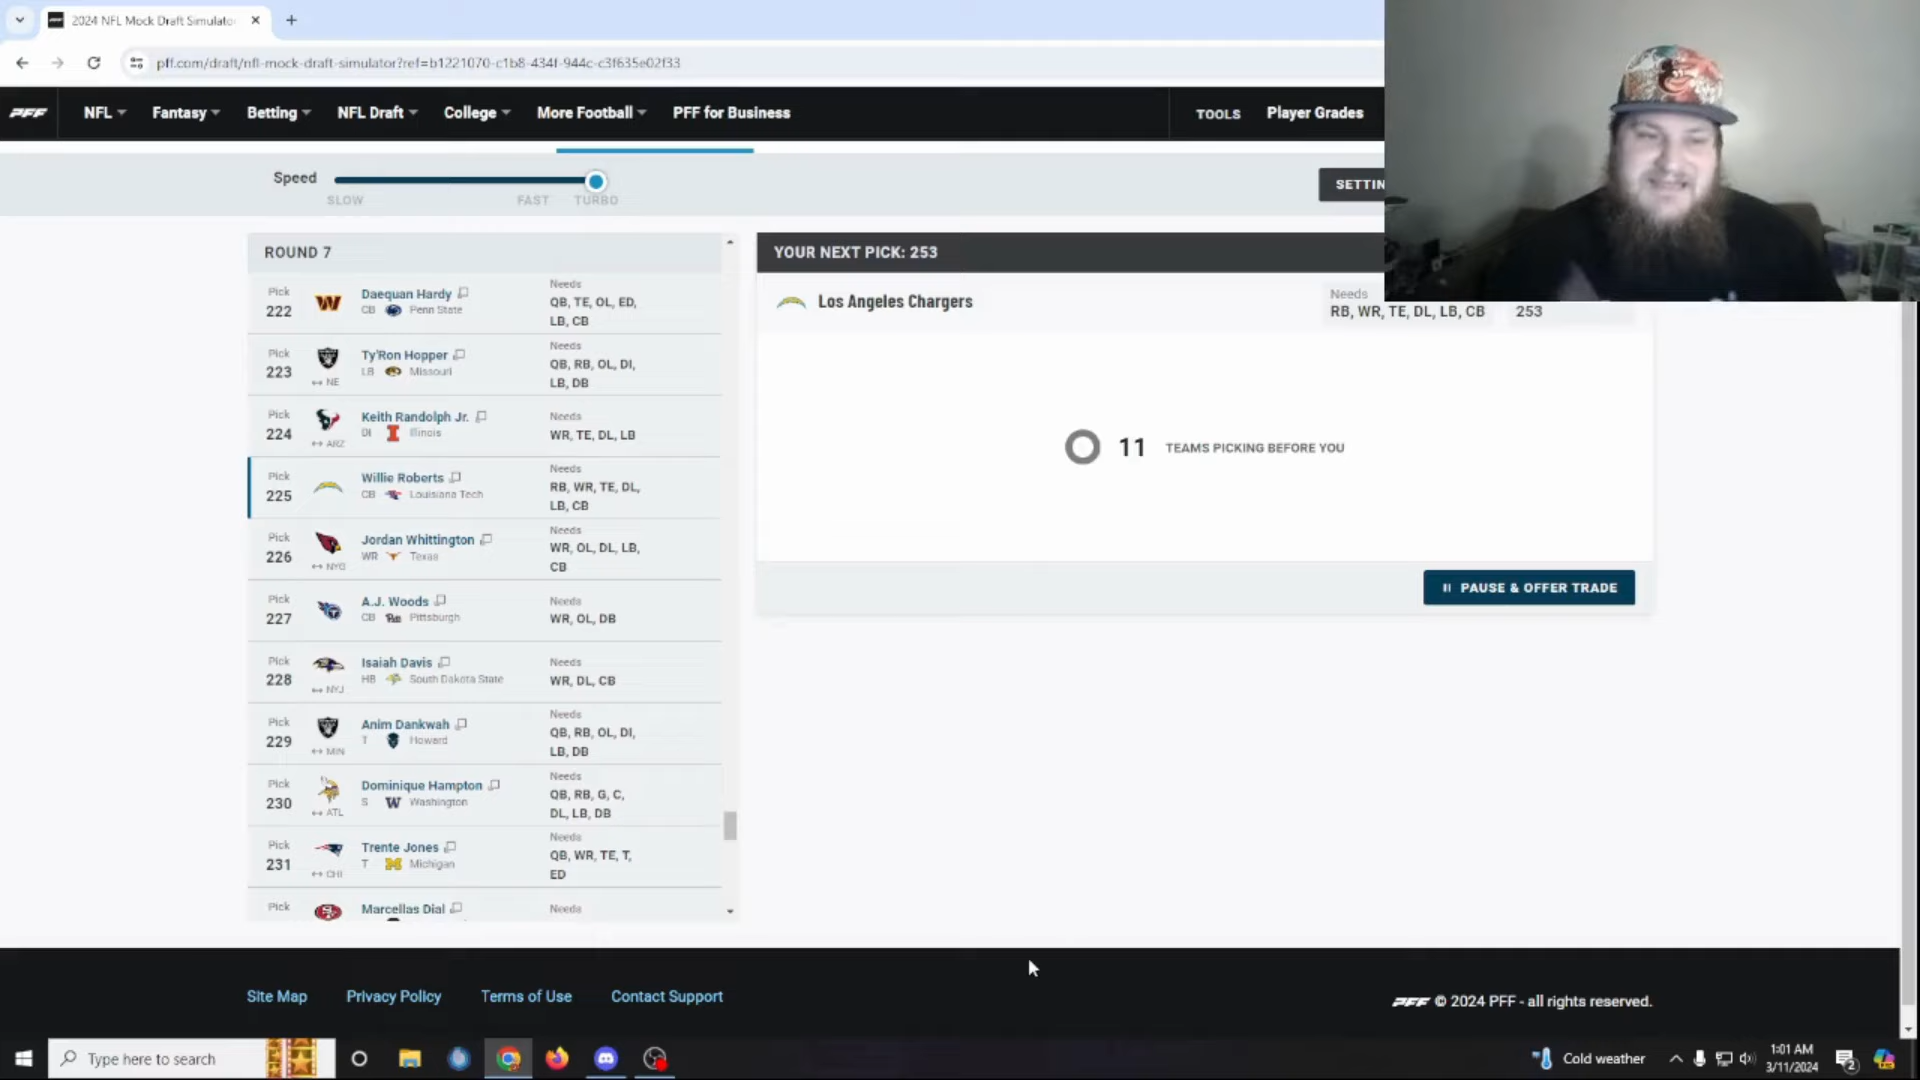 2024 NFL Mock Draft Simulato
pff.com/draft/nfl-mock-draft-simulator?ref=b1221070-c1b8-434f-944c-c3f635e02f33
PFF NFL Fantasy Betting NFL Draft College More Football PFF for Business TOOLS Player Grades
Speed
SLOW FAST TURBO
SETTIN
ROUND 7
Pick 222 Daequan Hardy CB Penn State Needs QB, TE, OL, ED, LB, CB
Pick 223 NE Ty'Ron Hopper LB Missouri Needs QB, RB, OL, DI, LB, DB
Pick 224 ARZ Keith Randolph Jr. DI Illinois Needs WR, TE, DL, LB
Pick 225 Willie Roberts CB Louisiana Tech Needs RB, WR, TE, DL, LB, CB
Pick 226 NYG Jordan Whittington WR Texas Needs WR, OL, DL, LB, CB
Pick 227 A.J. Woods CB Pittsburgh Needs WR, OL, DB
Pick 228 NYJ Isaiah Davis HB South Dakota State Needs WR, DL, CB
Pick 229 MIN Anim Dankwah T Howard Needs QB, RB, OL, DI, LB, DB
Pick 230 ATL Dominique Hampton S Washington Needs QB, RB, G, C, DL, LB, DB
Pick 231 CHI Trente Jones T Michigan Needs QB, WR, TE, T, ED
Pick Marcellas Dial Needs
YOUR NEXT PICK: 253
Los Angeles Chargers
Needs
RB, WR, TE, DL, LB, CB 253
11 TEAMS PICKING BEFORE YOU
PAUSE & OFFER TRADE
Site Map Privacy Policy Terms of Use Contact Support
PFF © 2024 PFF - all rights reserved.
Type here to search
Cold weather
1:01 AM
3/11/2024
2